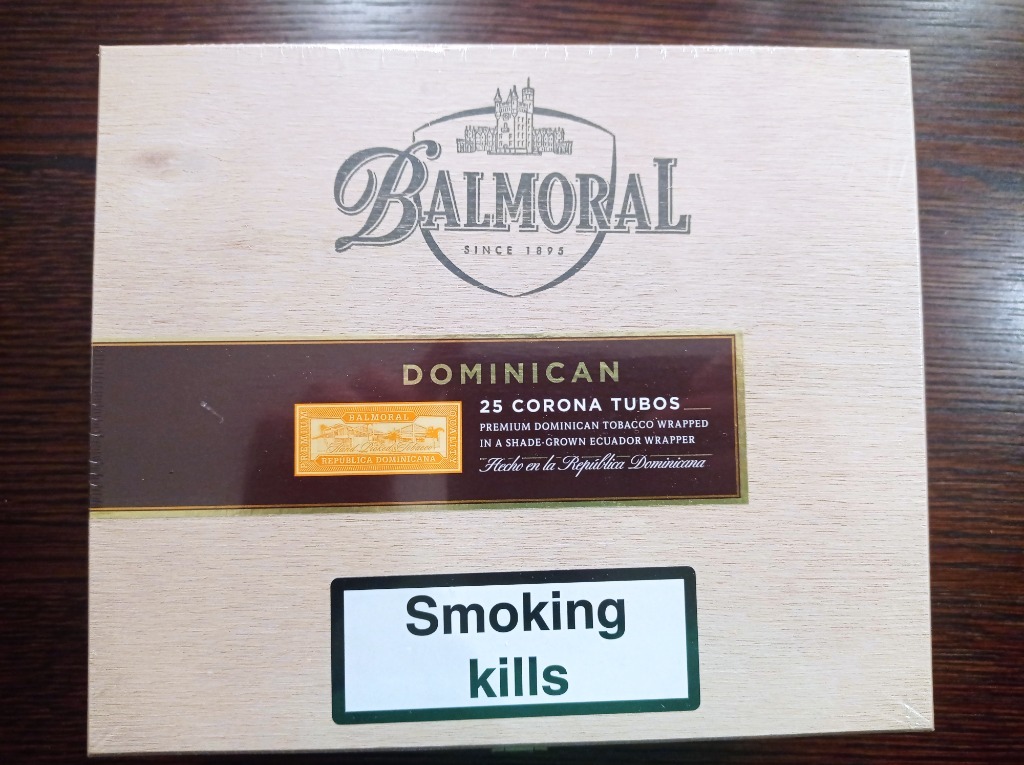 BALMORAL
SINCE 1895
DOMINICAN
25 CORONA TUBOS
PREMIUM DOMINICAN TOBACCO WRAPPED
IN A SHADE-GROWN ECUADOR WRAPPER
Hecho en la República Dominicana
PREMIUM
BALMORAL
REPUBLICA DOMINICANA
Smoking
kills